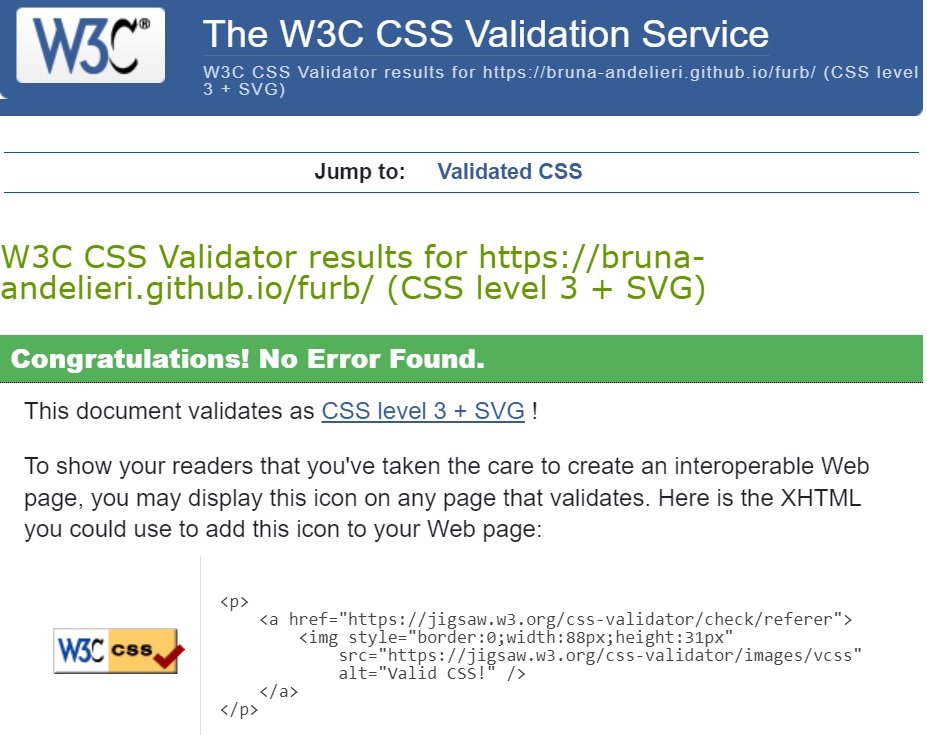 W3C®
The W3C CSS Validation Service
W3C CSS Validator results for https://bruna-andelieri.github.io/furb/ (CSS level
3 + SVG)
Jump to: Validated CSS
W3C CSS Validator results for https://bruna-
andelieri.github.io/furb/ (CSS level 3 + SVG)
Congratulations! No Error Found.
This document validates as CSS level 3 + SVG !
To show your readers that you've taken the care to create an interoperable Web
page, you may display this icon on any page that validates. Here is the XHTML
you could use to add this icon to your Web page:
W3C css
<p>
<a href="https://jigsaw.w3.org/css-validator/check/referer">
<img style="border:0;width:88px;height:31px"
src="https://jigsaw.w3.org/css-validator/images/vcss"
alt="Valid CSS!" />
</a>
</p>